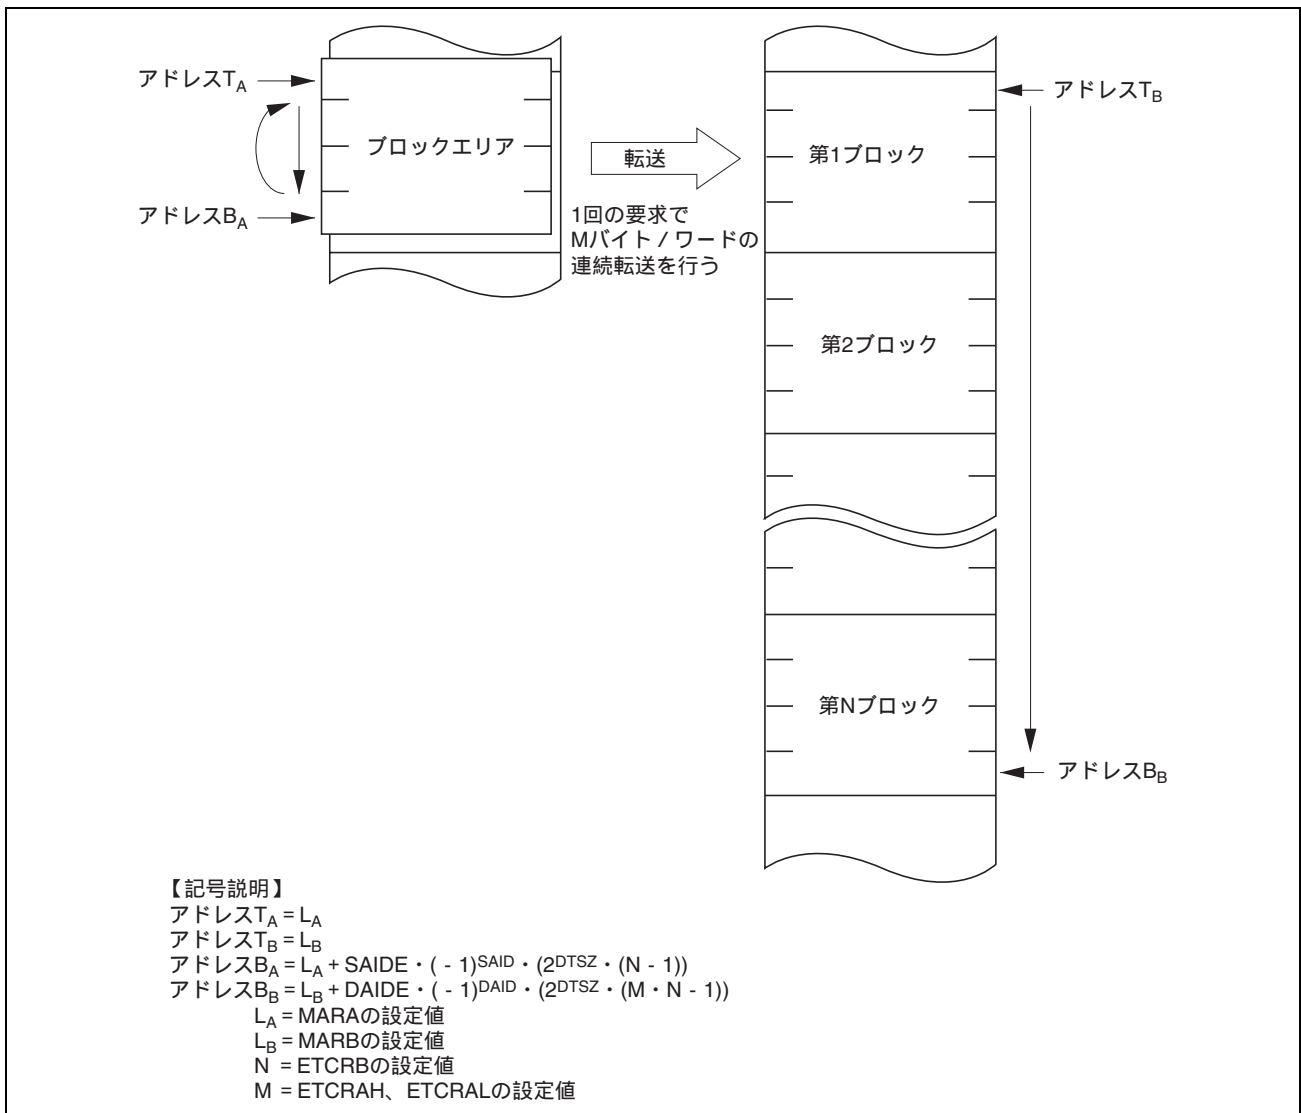 アドレスTA
アドレスTB
ブロックエリア
転送
第1ブロック
アドレスBA
1回の要求で
Mバイト / ワードの
連続転送を行う
第2ブロック
第Nブロック
アドレスBB
【記号説明】
アドレスTA = LA
アドレスTB = LB
アドレスBA = LA + SAIDE・( - 1)SAID・(2DTSZ・(N - 1))
アドレスBB = LB + DAIDE・( - 1)DAID・(2DTSZ・(M・N - 1))
LA = MARAの設定値
LB = MARBの設定値
N = ETCRBの設定値
M = ETCRAH、ETCRALの設定値